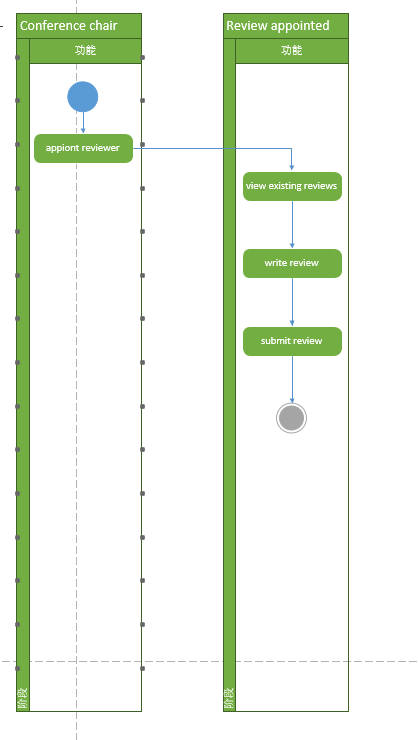 Conference chair
功能
appiont reviewer
阶段
Review appointed
功能
view existing reviews
write review
submit review
阶段